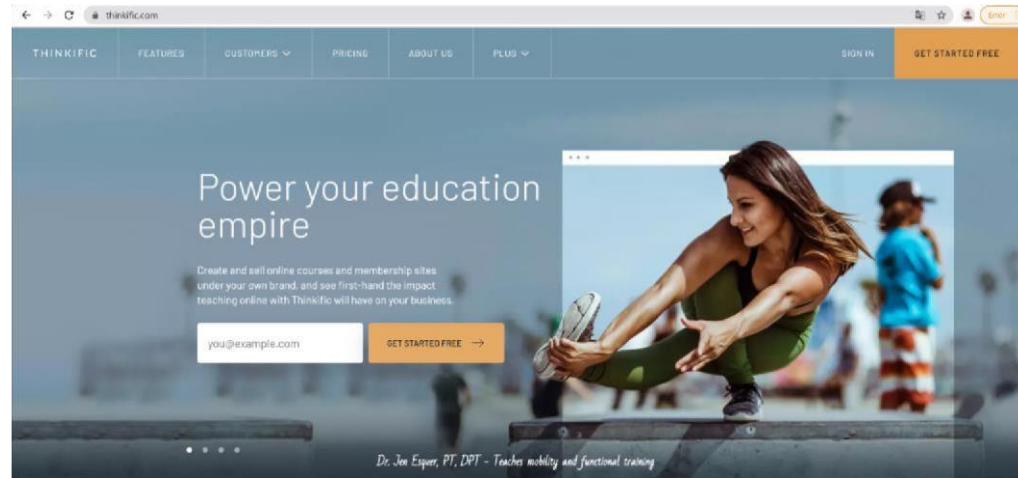 thinkific.com
Error
THINKIFIC
FEATURES
CUSTOMERS
PRICING
ABOUT US
PLUS
SIGN IN
GET STARTED FREE
Power your education
empire
Create and sell online courses and membership sites
under your own brand, and see first-hand the impact
teaching online with Thinkific will have on your business.
you@example.com
GET STARTED FREE →
Dr. Jen Esquer, PT, DPT - Teaches mobility and functional training